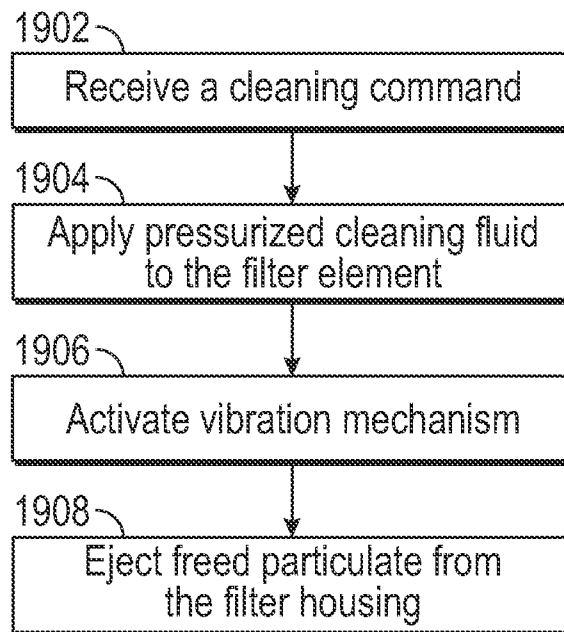 1902
Receive a cleaning command
1904
Apply pressurized cleaning fluid
to the filter element
1906
Activate vibration mechanism
1908
Eject freed particulate from
the filter housing